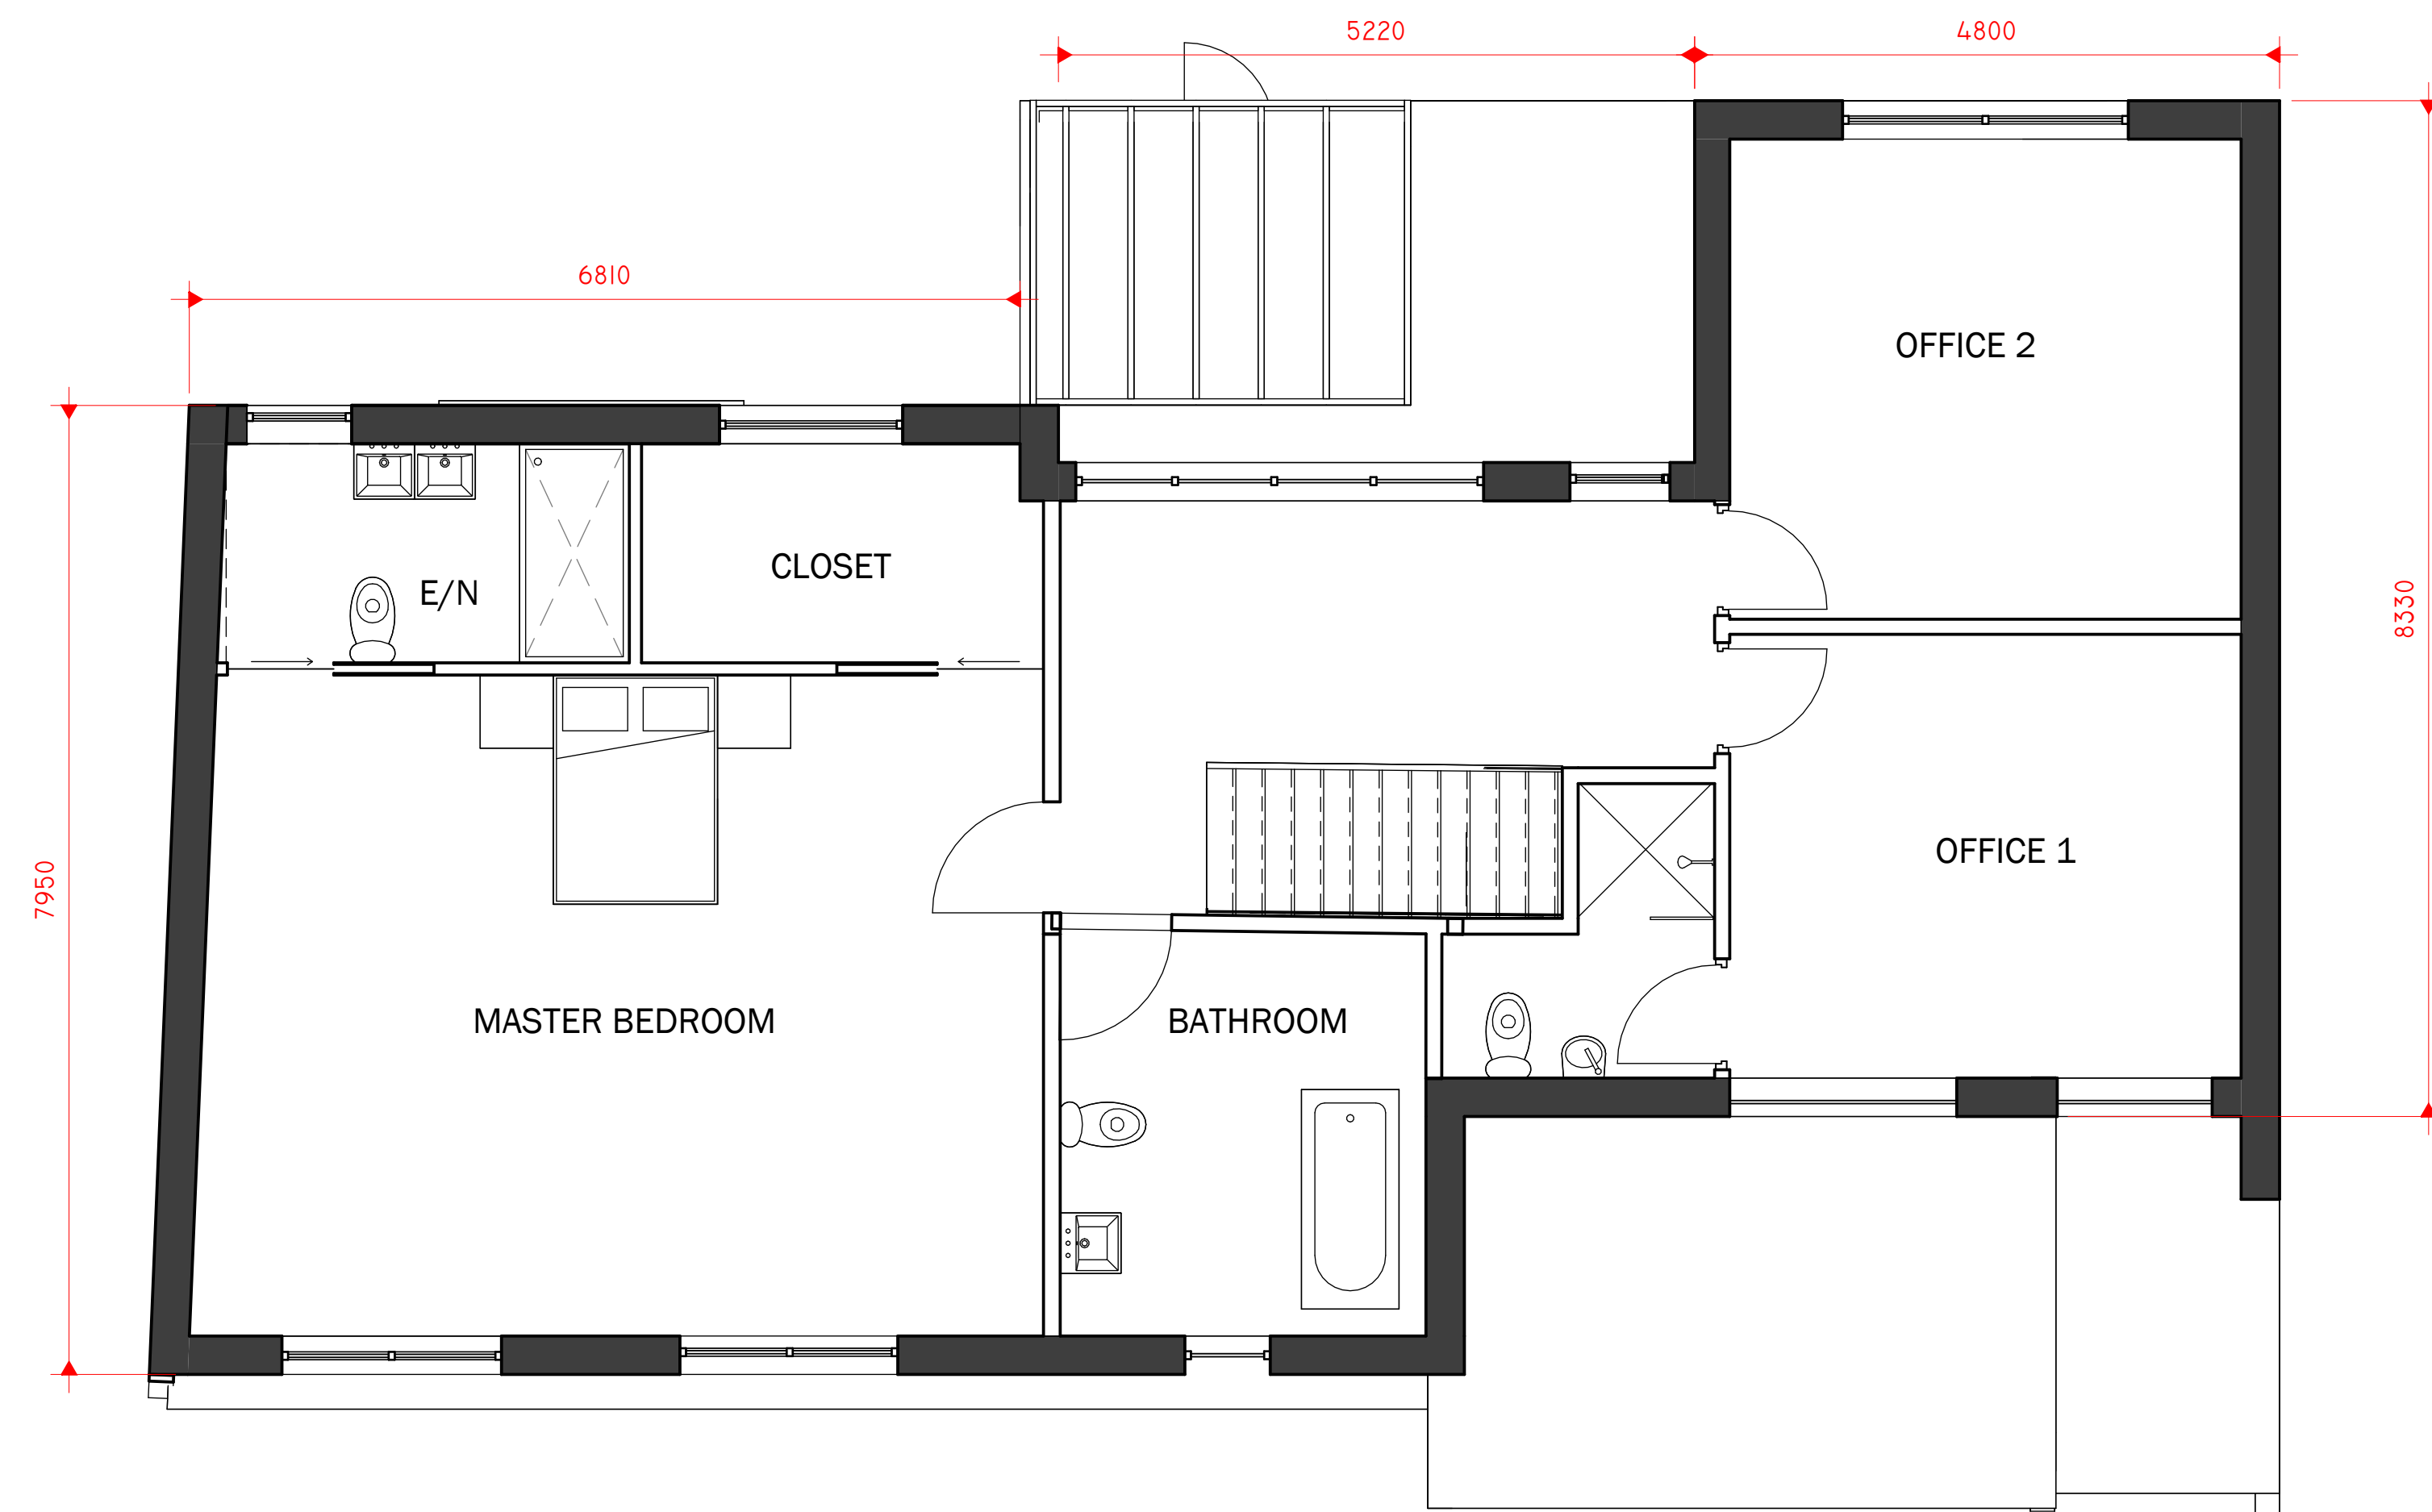 5220
4800
6810
OFFICE 2
CLOSET
E/N
8330
OFFICE 1
7950
MASTER BEDROOM
BATHROOM